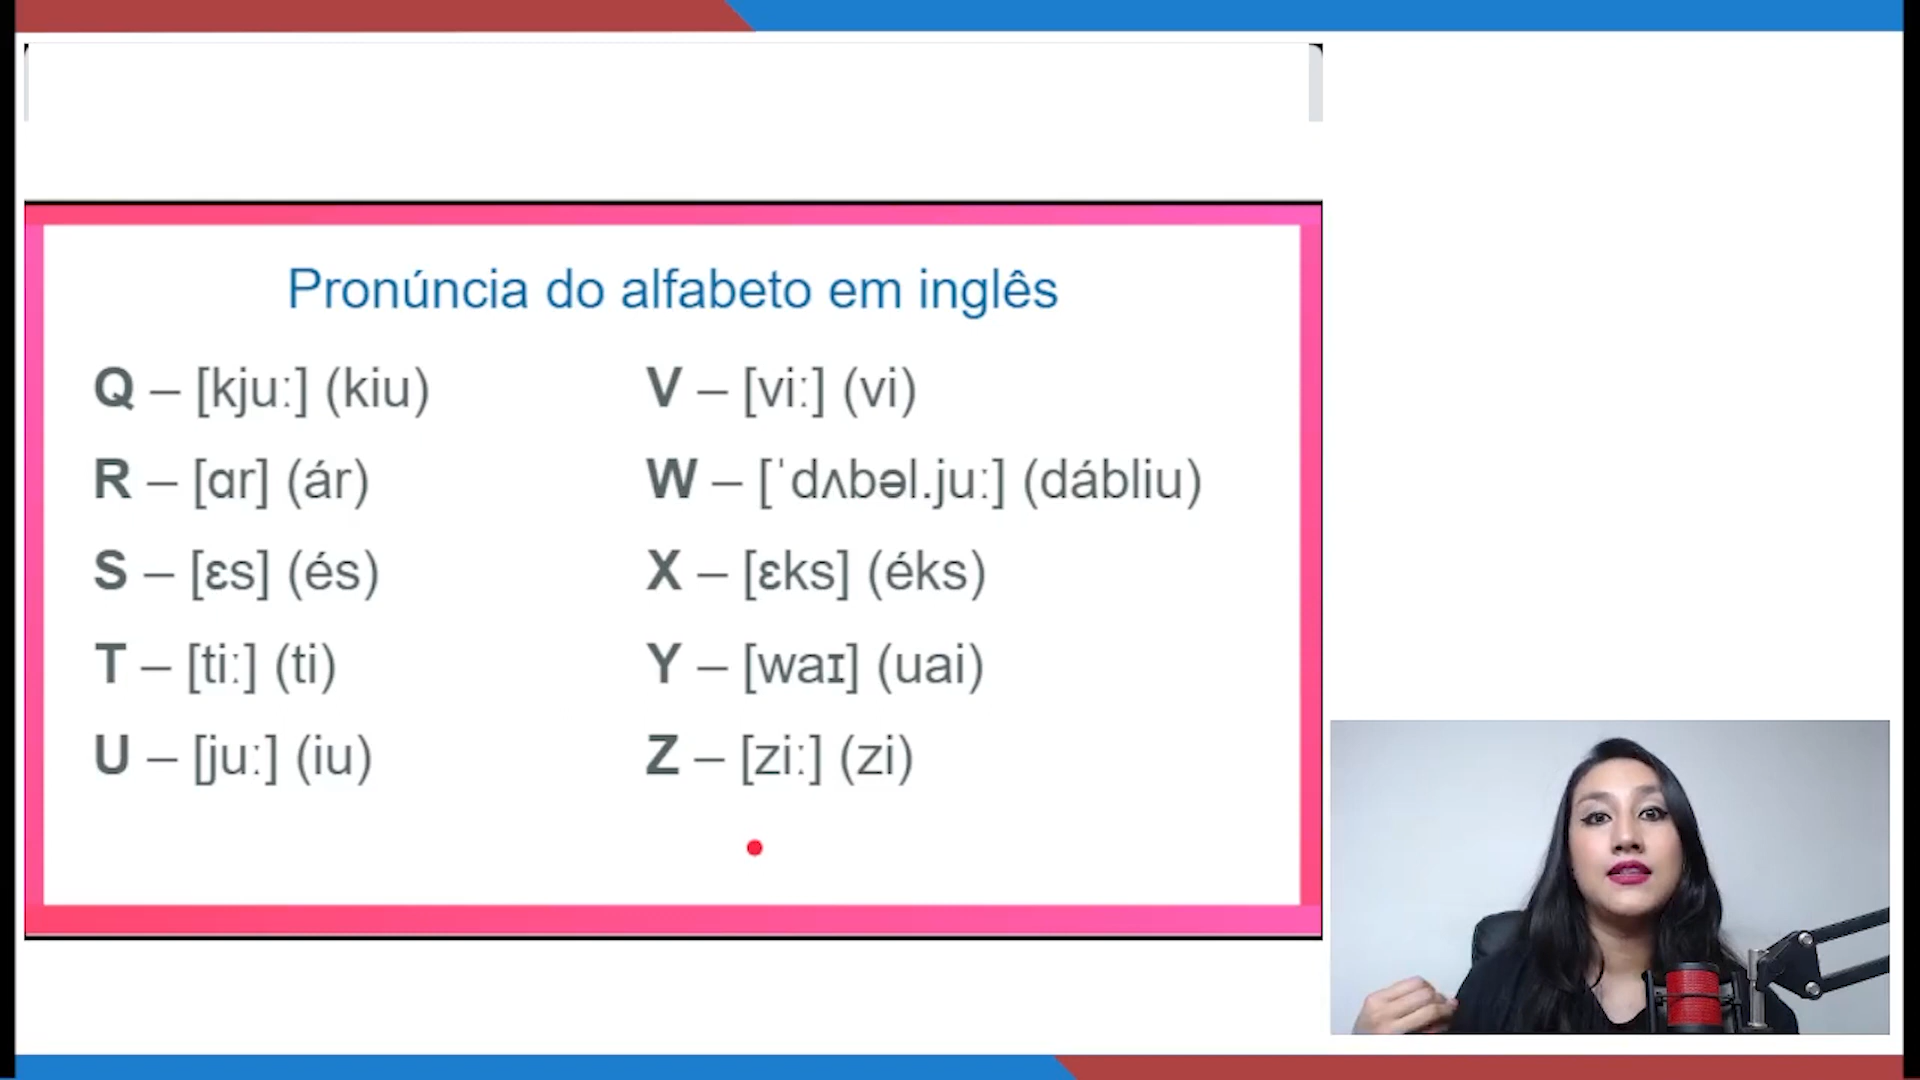 Pronúncia do alfabeto em inglês
Q – [kjuː] (kiu)
R – [ɑr] (ár)
S – [ɛs] (és)
T – [tiː] (ti)
U – [juː] (iu)
V – [viː] (vi)
W – [ˈdʌbəl.juː] (dábliu)
X – [ɛks] (éks)
Y – [waɪ] (uai)
Z – [ziː] (zi)